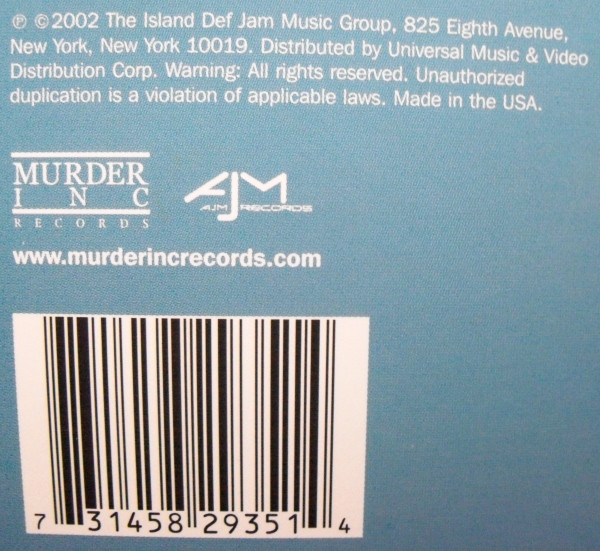 ℗ ©2002 The Island Def Jam Music Group, 825 Eighth Avenue,
New York, New York 10019. Distributed by Universal Music & Video
Distribution Corp. Warning: All rights reserved. Unauthorized
duplication is a violation of applicable laws. Made in the USA.
MURDER
INC
RECORDS
AJM
AJM RECORDS
www.murderincrecords.com
7 31458 29351 4